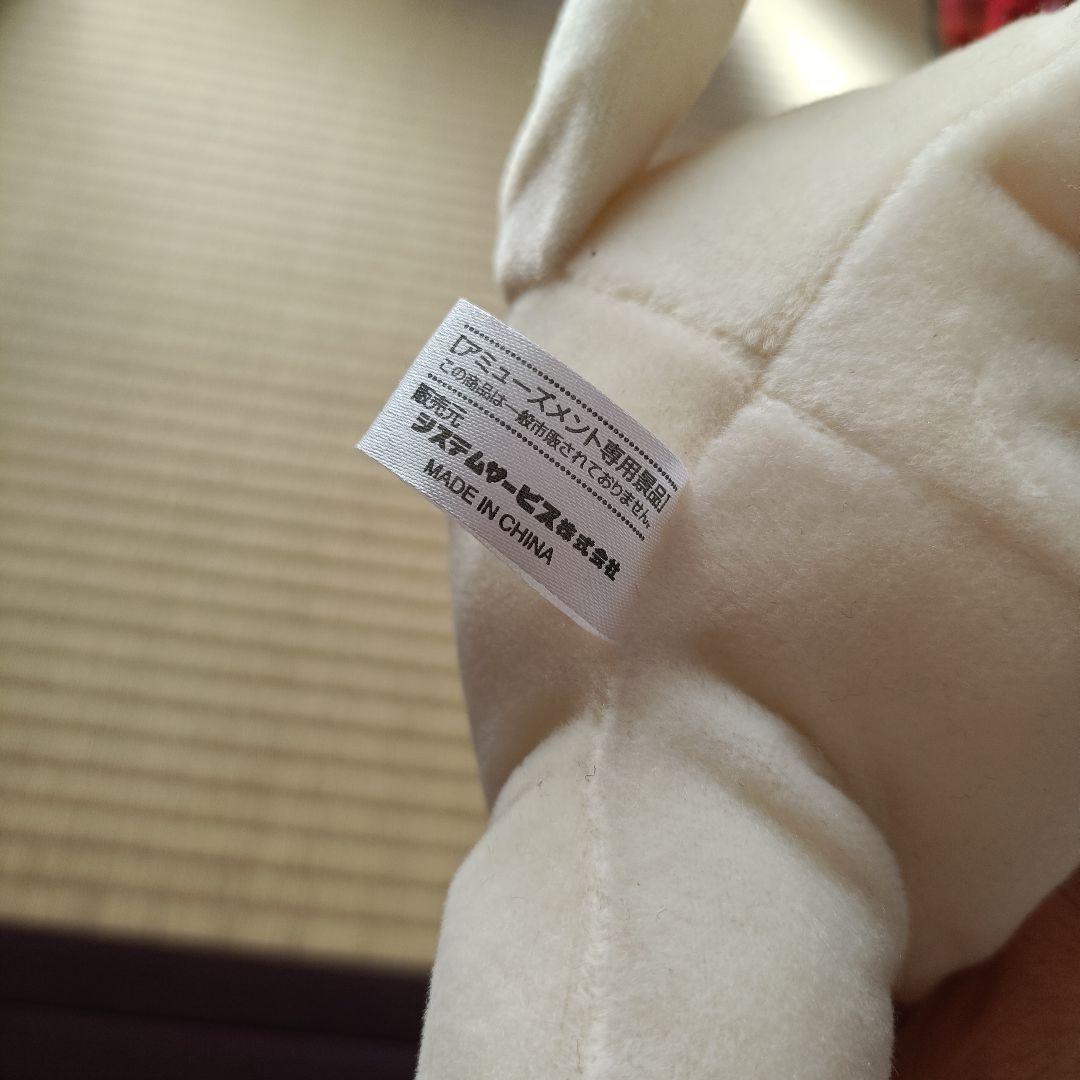 [アミューズメント専用景品]
この商品は一般市販されておりません。
販売元
システムサービス株式会社
MADE IN CHINA